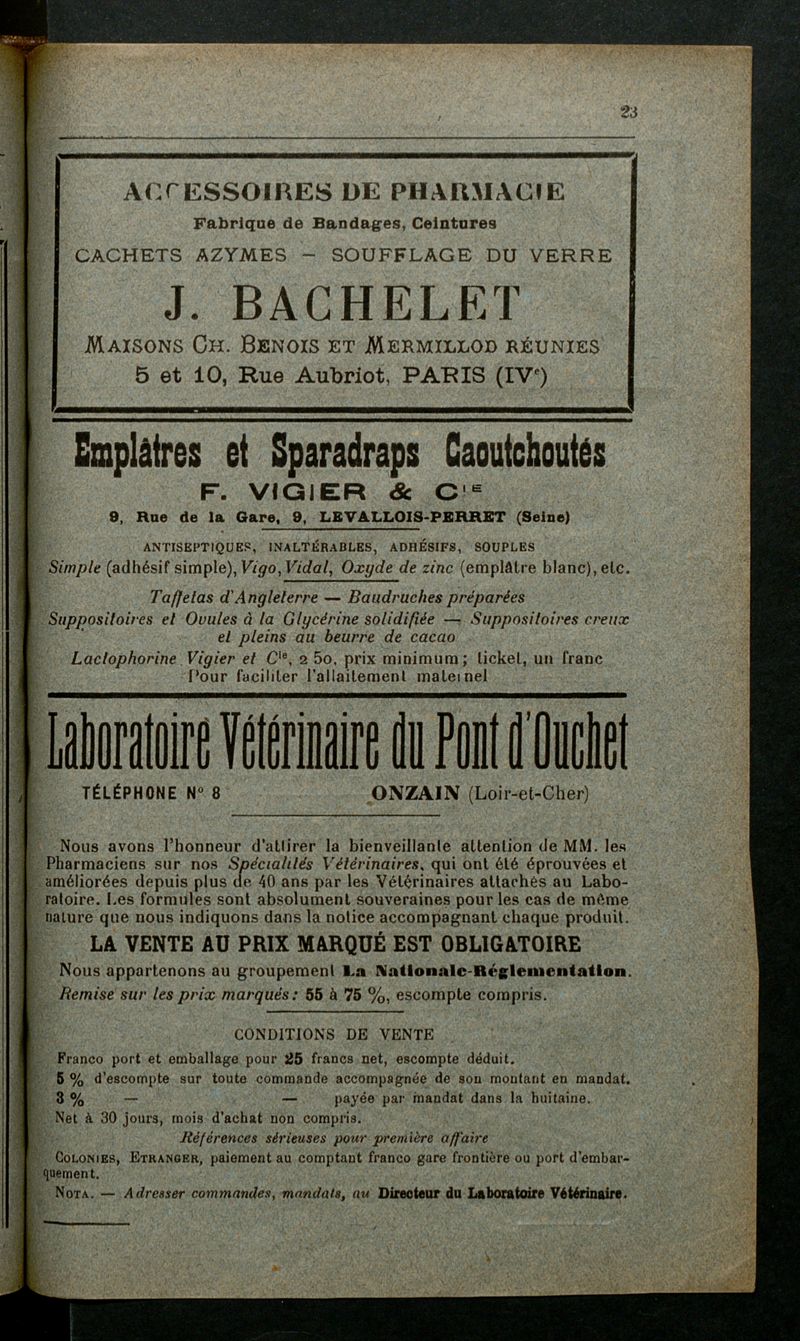 23
ACCESSOIRES DE PHARMACIE
Fabrique de Bandages, Ceintures
CACHETS AZYMES — SOUFFLAGE DU VERRE
J. BACHELET
MAISONS CH. BENOIS ET MERMILLOD RÉUNIES
5 et 10, Rue Aubriot, PARIS (IVe)
Emplâtres et Sparadraps Caoutchoutés
F. VIGIER & CIE
9, Rue de la Gare, 9, LEVALLOIS-PERRET (Seine)
ANTISEPTIQUES, INALTÉRABLES, ADHÉSIFS, SOUPLES
Simple (adhésif simple), Vigo, Vidal, Oxyde de zinc (emplâtre blanc), etc.
Taffetas d'Angleterre — Baudruches préparées
Suppositoires et Ovules à la Glycérine solidifiée — Suppositoires creux
et pleins au beurre de cacao
Lactophorine Vigier et Cie, 2 50, prix minimum; ticket, un franc
Pour faciliter l'allaitement maternel
Laboratoire Vétérinaire du Pont d'Ouchet
TÉLÉPHONE N° 8 ONZAIN (Loir-et-Cher)
Nous avons l'honneur d'attirer la bienveillante attention de MM. les
Pharmaciens sur nos Spécialités Vétérinaires, qui ont été éprouvées et
améliorées depuis plus de 40 ans par les Vétérinaires attachés au Labo-
ratoire. Les formules sont absolument souveraines pour les cas de même
nature que nous indiquons dans la notice accompagnant chaque produit.
LA VENTE AU PRIX MARQUÉ EST OBLIGATOIRE
Nous appartenons au groupement La Nationale-Réglementation.
Remise sur les prix marqués: 55 à 75 %, escompte compris.
CONDITIONS DE VENTE
Franco port et emballage pour 25 francs net, escompte déduit.
5 % d'escompte sur toute commande accompagnée de son montant en mandat.
3 % — — payée par mandat dans la huitaine.
Net à 30 jours, mois d'achat non compris.
Références sérieuses pour première affaire
COLONIES, ETRANGER, paiement au comptant franco gare frontière ou port d'embar-
quement.
NOTA. — Adresser commandes, mandats, au Directeur du Laboratoire Vétérinaire.